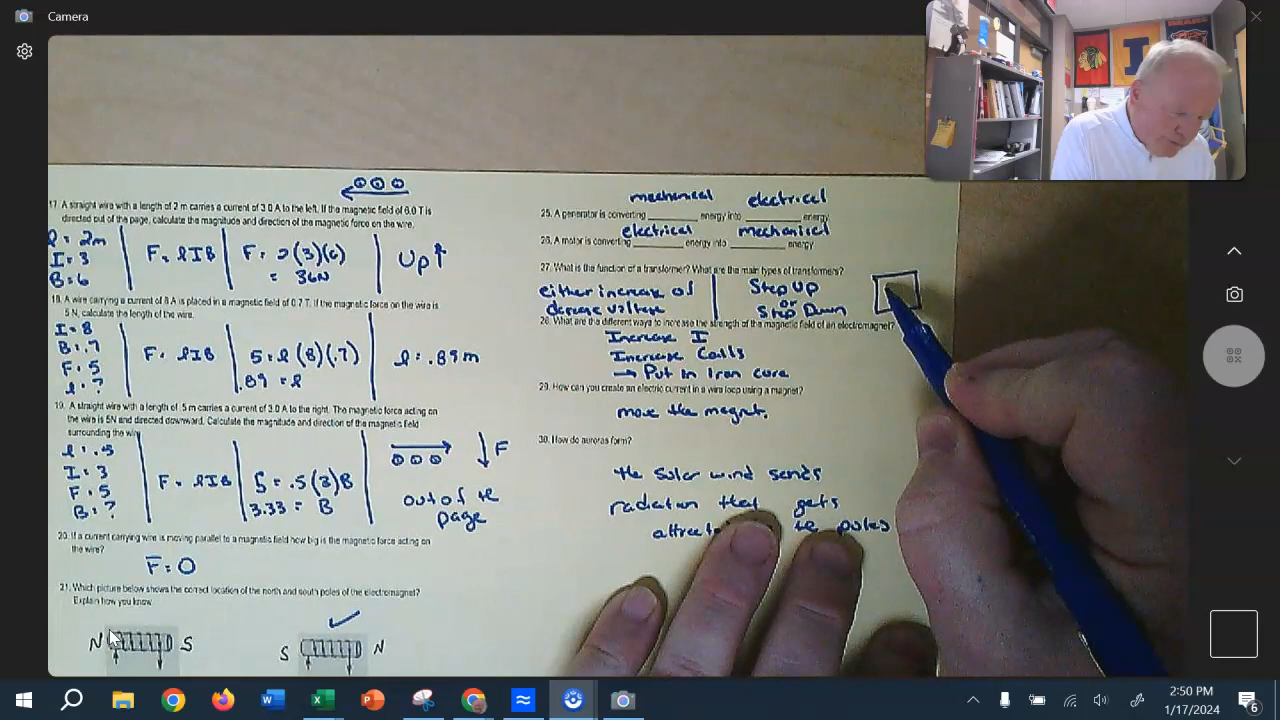 Camera
17. A straight wire with a length of 2 m carries a current of 3.0 A to the left. If the magnetic field of 6.0 T is
directed out of the page, calculate the magnitude and direction of the magnetic force on the wire.
l = 2m
I = 3
B = 6
F = lIB
F = 2(3)(6)
= 36N
Up ↑
18. A wire carrying a current of 8 A is placed in a magnetic field of 0.7 T. If the magnetic force on the wire is
5 N, calculate the length of the wire.
I = 8
B = .7
F = 5
l = ?
F = lIB
5 = l (8)(.7)
.89 = l
l = .89 m
19. A straight wire with a length of .5 m carries a current of 3.0 A to the right. The magnetic force acting on
the wire is 5N and directed downward. Calculate the magnitude and direction of the magnetic field
surrounding the wire
l = .5
I = 3
F = 5
B = ?
F = lIB
5 = .5(3)B
3.33 = B
↓ F
out of the
page
20. If a current carrying wire is moving parallel to a magnetic field how big is the magnetic force acting on
the wire?
F = 0
21. Which picture below shows the correct location of the north and south poles of the electromagnet?
Explain how you know.
N S
S N
mechanical electrical
25. A generator is converting ______ energy into ______ energy.
electrical mechanical
26. A motor is converting ______ energy into ______ energy
27. What is the function of a transformer? What are the main types of transformers?
either increase or
decrease voltage
Step Up
or
Step Down
28. What are the different ways to increase the strength of the magnetic field of an electromagnet?
Increase I
Increase Coils
→ Put in Iron core
29. How can you create an electric current in a wire loop using a magnet?
move the magnet.
30. How do auroras form?
the solar wind sends
radiation that gets
the poles
2:50 PM
1/17/2024
6